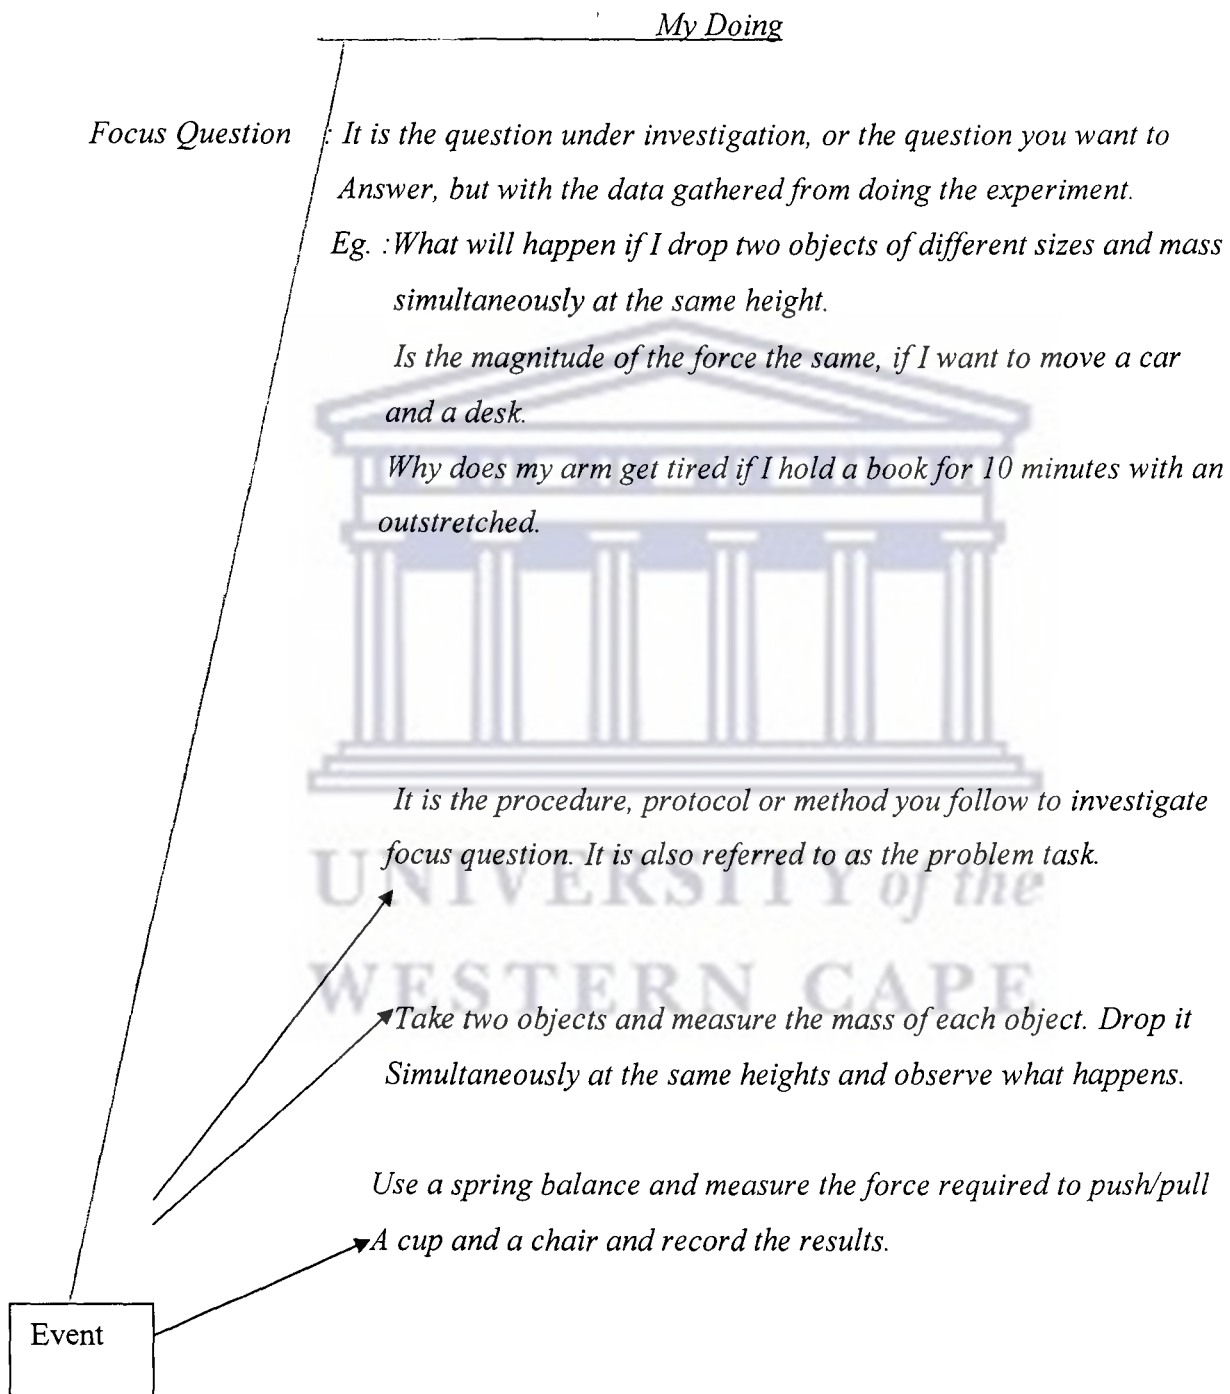 My Doing
Focus Question : It is the question under investigation, or the question you want to
Answer, but with the data gathered from doing the experiment.
Eg. :What will happen if I drop two objects of different sizes and mass
simultaneously at the same height.
Is the magnitude of the force the same, if I want to move a car
and a desk.
Why does my arm get tired if I hold a book for 10 minutes with an
outstretched.
It is the procedure, protocol or method you follow to investigate
focus question. It is also referred to as the problem task.
UNIVERSITY of the
WESTERN CAPE
Take two objects and measure the mass of each object. Drop it
Simultaneously at the same heights and observe what happens.
Use a spring balance and measure the force required to push/pull
A cup and a chair and record the results.
Event